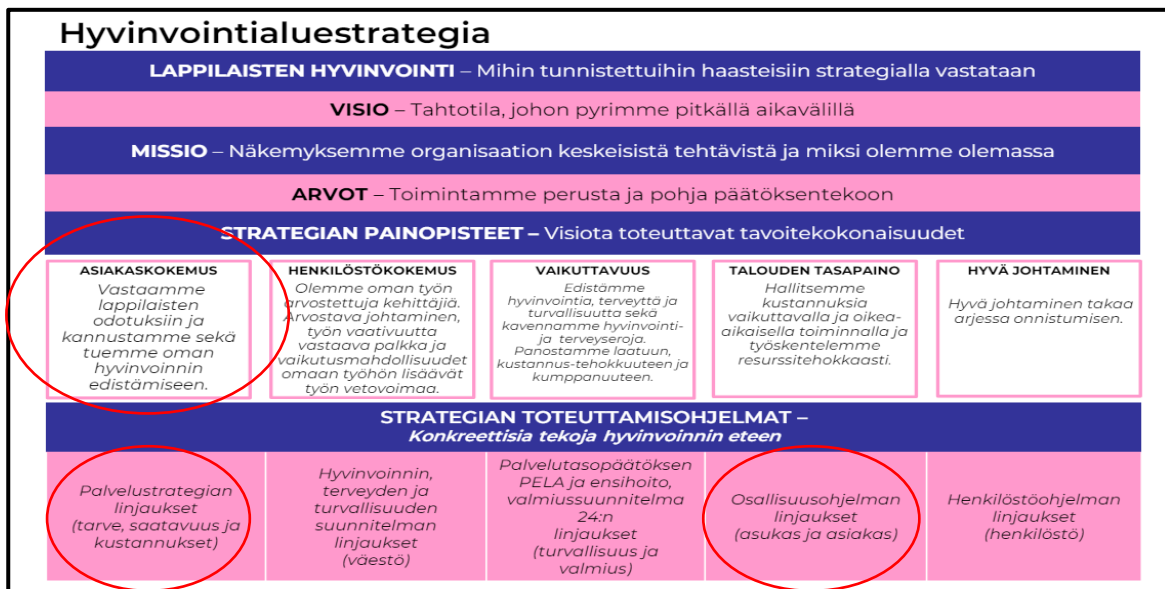 Hyvinvointialuestrategia
LAPPILAISTEN HYVINVOINTI – Mihin tunnistettuihin haasteisiin strategialla vastataan
VISIO – Tahtotila, johon pyrimme pitkällä aikavälillä
MISSIO – Näkemyksemme organisaation keskeisistä tehtävistä ja miksi olemme olemassa
ARVOT – Toimintamme perusta ja pohja päätöksentekoon
STRATEGIAN PAINOPISTEET – Visiota toteuttavat tavoitekokonaisuudet
ASIAKASKOKEMUS
Vastaamme
lappilaisten
odotuksiin ja
kannustamme sekä
tuemme oman
hyvinvoinnin
edistämiseen.
HENKILÖSTÖKOKEMUS
Olemme oman työn
arvostettuja kehittäjiä.
Arvostava johtaminen,
työn vaativuutta
vastaava palkka ja
vaikutusmahdollisuudet
omaan työhön lisäävät
työn vetovoimaa.
VAIKUTTAVUUS
Edistämme
hyvinvointia, terveyttä ja
turvallisuutta sekä
kavennamme hyvinvointi-
ja terveyseroja.
Panostamme laatuun,
kustannus-tehokkuuteen ja
kumppanuuteen.
TALOUDEN TASAPAINO
Hallitsemme
kustannuksia
vaikuttavalla ja oikea-
aikaisella toiminnalla ja
työskentelemme
resurssitehokkaasti.
HYVÄ JOHTAMINEN
Hyvä johtaminen takaa
arjessa onnistumisen.
STRATEGIAN TOTEUTTAMISOHJELMAT –
Konkreettisia tekoja hyvinvoinnin eteen
Palvelustrategian
linjaukset
(tarve, saatavuus ja
kustannukset)
Hyvinvoinnin,
terveyden ja
turvallisuuden
suunnitelman
linjaukset
(väestö)
Palvelutasopäätöksen
PELA ja ensihoito,
valmiussuunnitelma
24:n
linjaukset
(turvallisuus ja
valmius)
Osallisuusohjelman
linjaukset
(asukas ja asiakas)
Henkilöstöohjelman
linjaukset
(henkilöstö)